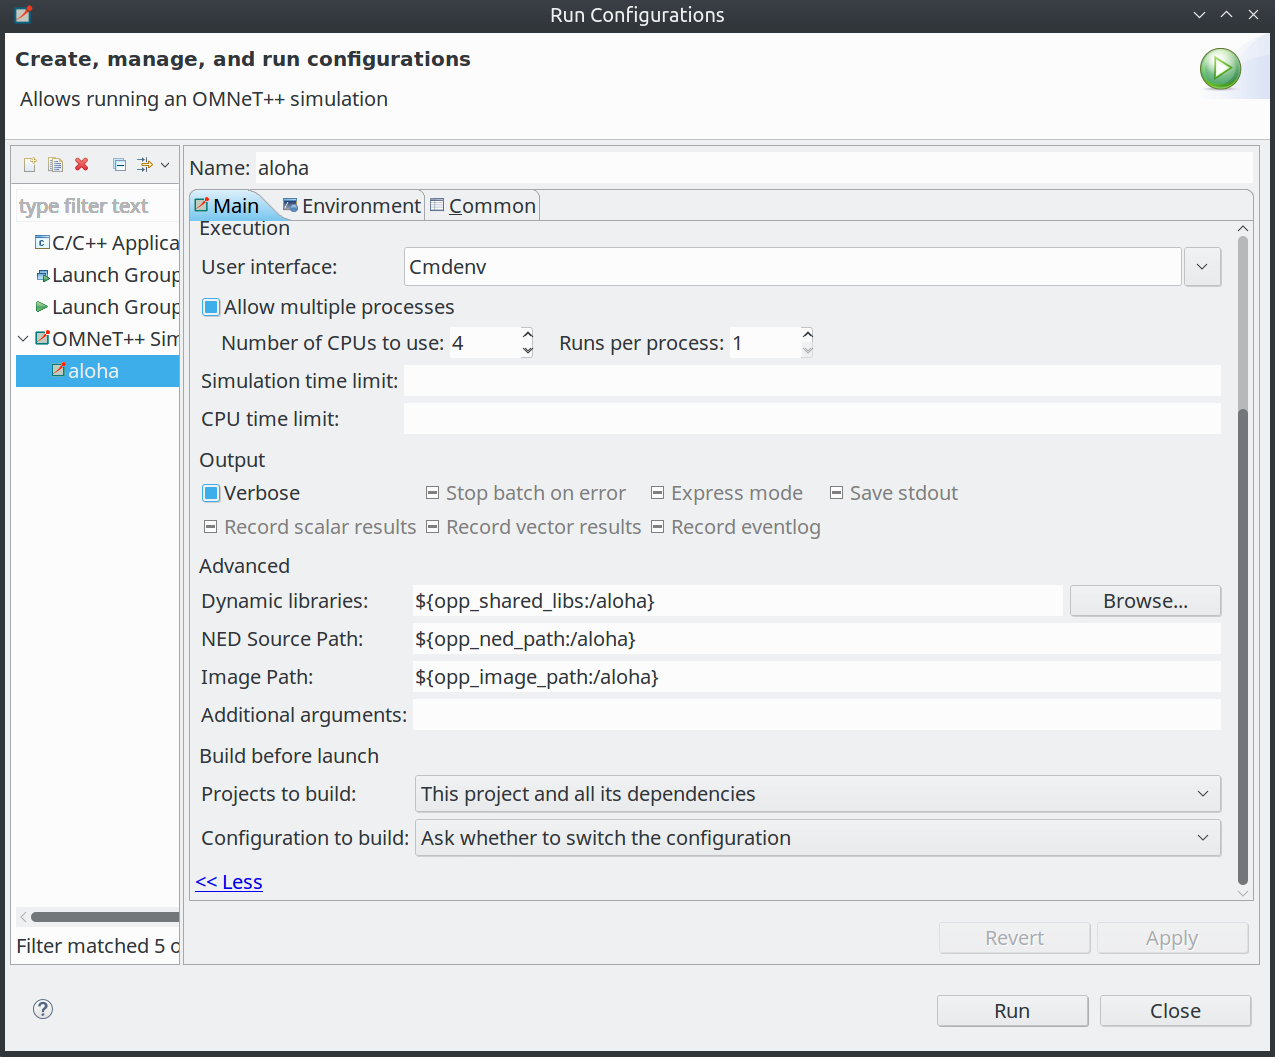 Run Configurations
Create, manage, and run configurations
Allows running an OMNeT++ simulation
type filter text
C/C++ Applica
Launch Group
Launch Group
OMNeT++ Sim
aloha
Filter matched 5 o
Name: aloha
Main Environment Common
Execution
User interface: Cmdenv
Allow multiple processes
Number of CPUs to use: 4 Runs per process: 1
Simulation time limit:
CPU time limit:
Output
Verbose Stop batch on error Express mode Save stdout
Record scalar results Record vector results Record eventlog
Advanced
Dynamic libraries: ${opp_shared_libs:/aloha} Browse...
NED Source Path: ${opp_ned_path:/aloha}
Image Path: ${opp_image_path:/aloha}
Additional arguments:
Build before launch
Projects to build: This project and all its dependencies
Configuration to build: Ask whether to switch the configuration
<< Less
Revert Apply
Run Close